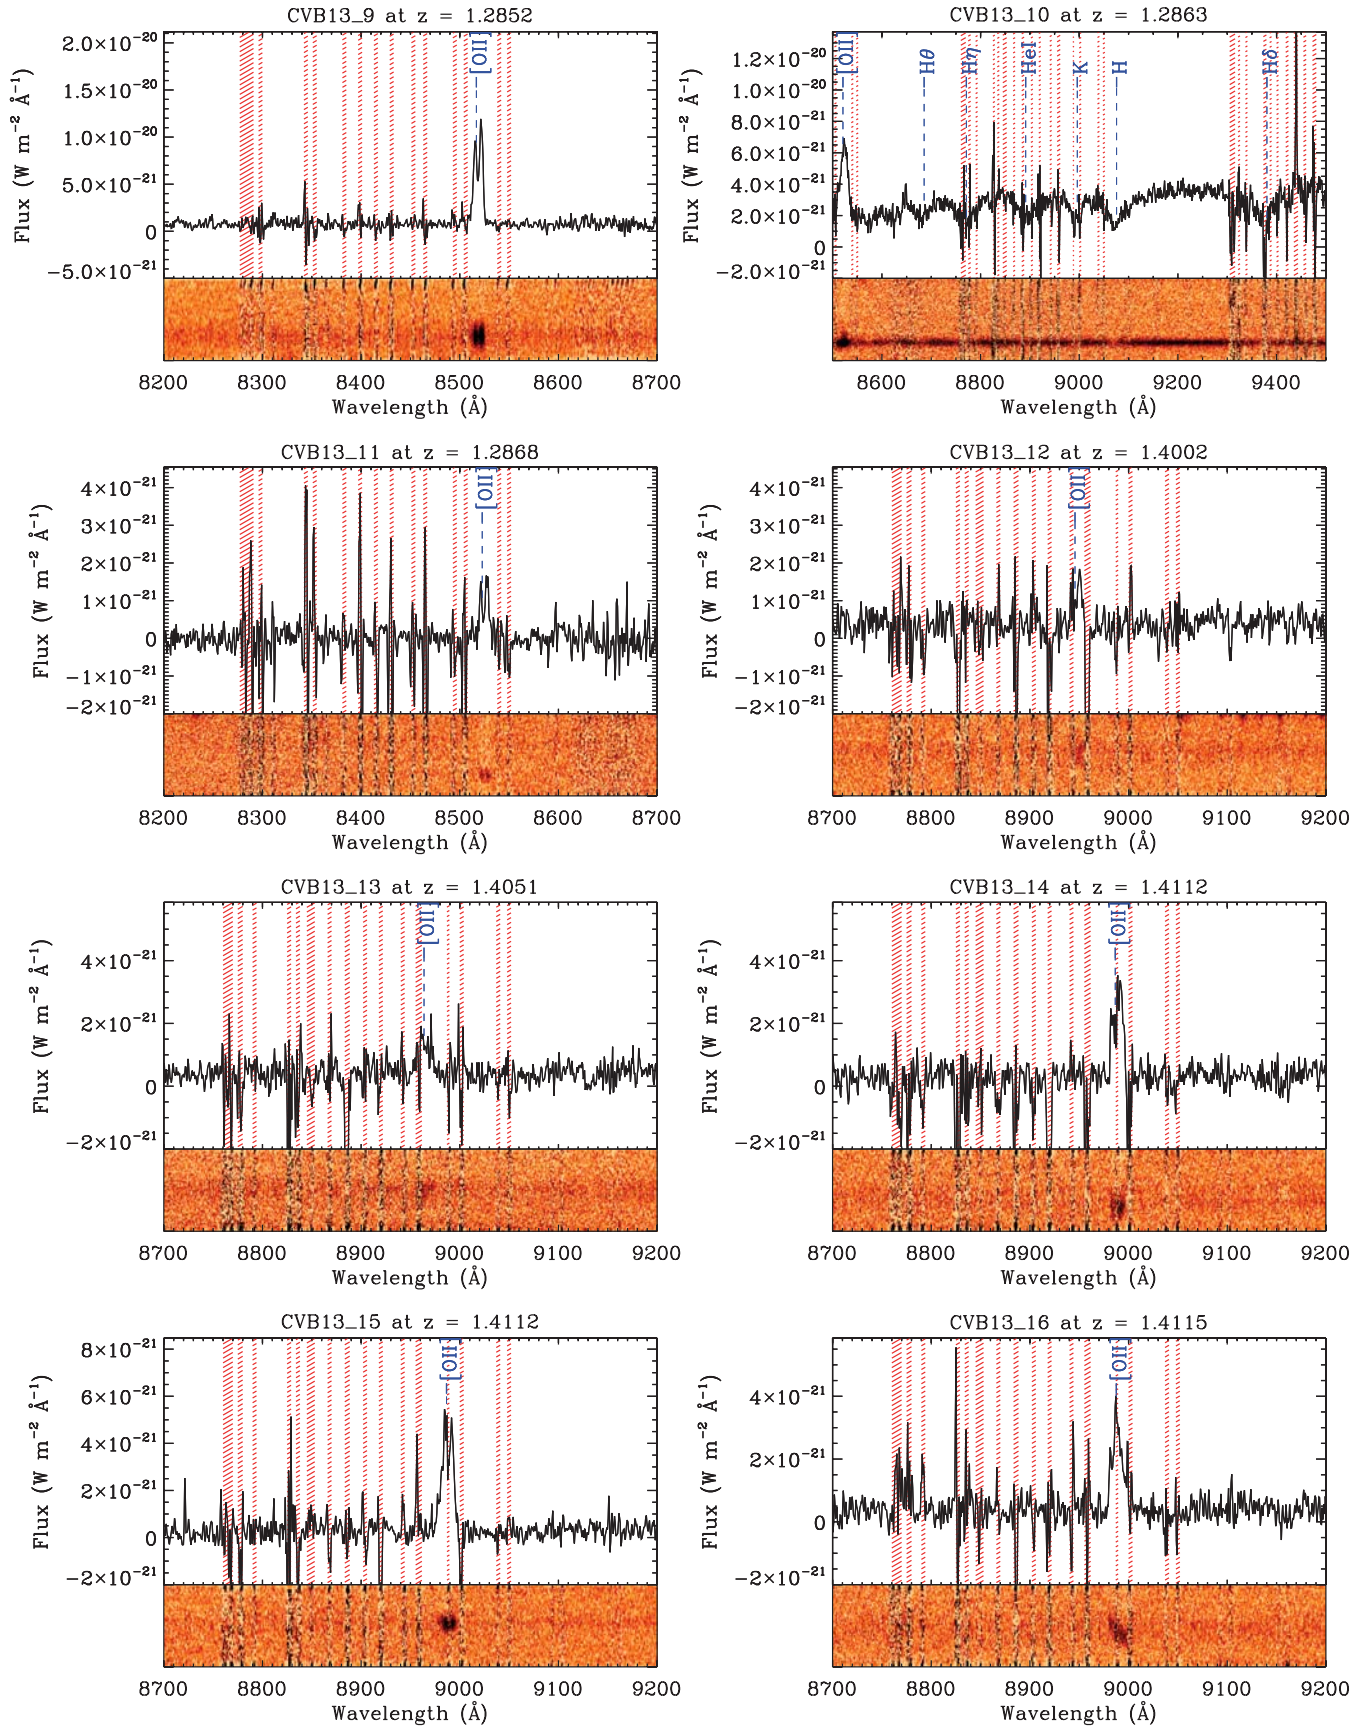 CVB13_9 at z = 1.2852
Flux (W m⁻² Å⁻¹)
2.0×10⁻²⁰
1.5×10⁻²⁰
1.0×10⁻²⁰
5.0×10⁻²¹
0
−5.0×10⁻²¹
[OII]
8200 8300 8400 8500 8600 8700
Wavelength (Å)
CVB13_10 at z = 1.2863
Flux (W m⁻² Å⁻¹)
1.2×10⁻²⁰
1.0×10⁻²⁰
8.0×10⁻²¹
6.0×10⁻²¹
4.0×10⁻²¹
2.0×10⁻²¹
0
−2.0×10⁻²¹
[OII] Hθ Hη HeI K H Hδ
8600 8800 9000 9200 9400
Wavelength (Å)
CVB13_11 at z = 1.2868
Flux (W m⁻² Å⁻¹)
4×10⁻²¹
3×10⁻²¹
2×10⁻²¹
1×10⁻²¹
0
−1×10⁻²¹
−2×10⁻²¹
[OII]
8200 8300 8400 8500 8600 8700
Wavelength (Å)
CVB13_12 at z = 1.4002
Flux (W m⁻² Å⁻¹)
4×10⁻²¹
3×10⁻²¹
2×10⁻²¹
1×10⁻²¹
0
−1×10⁻²¹
−2×10⁻²¹
[OII]
8700 8800 8900 9000 9100 9200
Wavelength (Å)
CVB13_13 at z = 1.4051
Flux (W m⁻² Å⁻¹)
4×10⁻²¹
2×10⁻²¹
0
−2×10⁻²¹
[OII]
8700 8800 8900 9000 9100 9200
Wavelength (Å)
CVB13_14 at z = 1.4112
Flux (W m⁻² Å⁻¹)
4×10⁻²¹
2×10⁻²¹
0
−2×10⁻²¹
[OII]
8700 8800 8900 9000 9100 9200
Wavelength (Å)
CVB13_15 at z = 1.4112
Flux (W m⁻² Å⁻¹)
8×10⁻²¹
6×10⁻²¹
4×10⁻²¹
2×10⁻²¹
0
−2×10⁻²¹
[OII]
8700 8800 8900 9000 9100 9200
Wavelength (Å)
CVB13_16 at z = 1.4115
Flux (W m⁻² Å⁻¹)
4×10⁻²¹
2×10⁻²¹
0
−2×10⁻²¹
[OII]
8700 8800 8900 9000 9100 9200
Wavelength (Å)